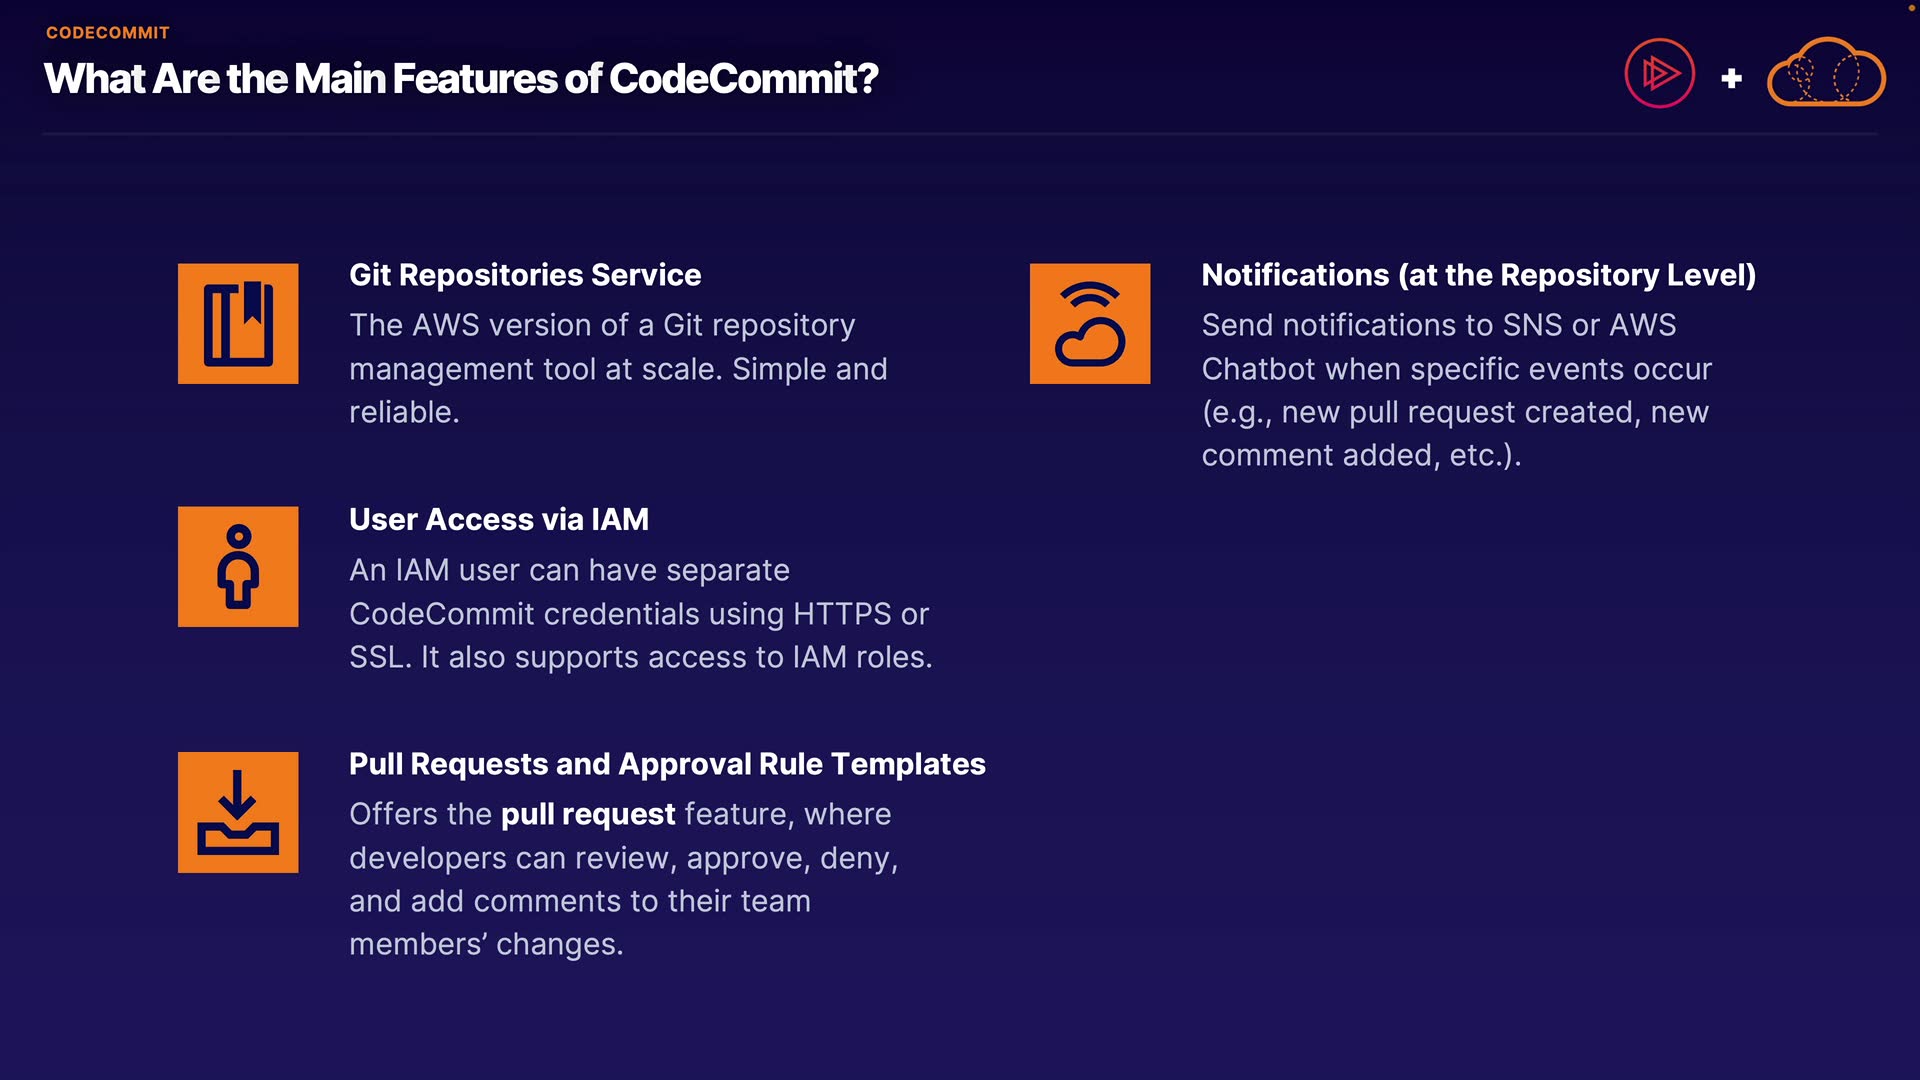 CODECOMMIT
What Are the Main Features of CodeCommit?
+
Git Repositories Service
The AWS version of a Git repository
management tool at scale. Simple and
reliable.
User Access via IAM
An IAM user can have separate
CodeCommit credentials using HTTPS or
SSL. It also supports access to IAM roles.
Pull Requests and Approval Rule Templates
Offers the pull request feature, where
developers can review, approve, deny,
and add comments to their team
members’ changes.
Notifications (at the Repository Level)
Send notifications to SNS or AWS
Chatbot when specific events occur
(e.g., new pull request created, new
comment added, etc.).